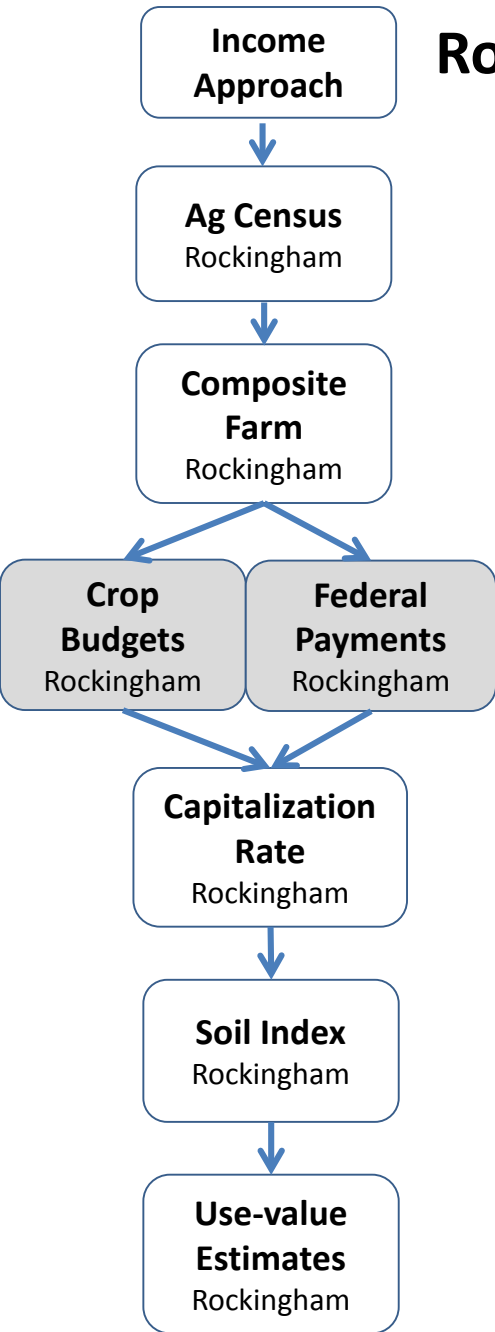 Income
Approach
Ro
Ag Census
Rockingham
Composite
Farm
Rockingham
Crop
Budgets
Rockingham
Federal
Payments
Rockingham
Capitalization
Rate
Rockingham
Soil Index
Rockingham
Use-value
Estimates
Rockingham